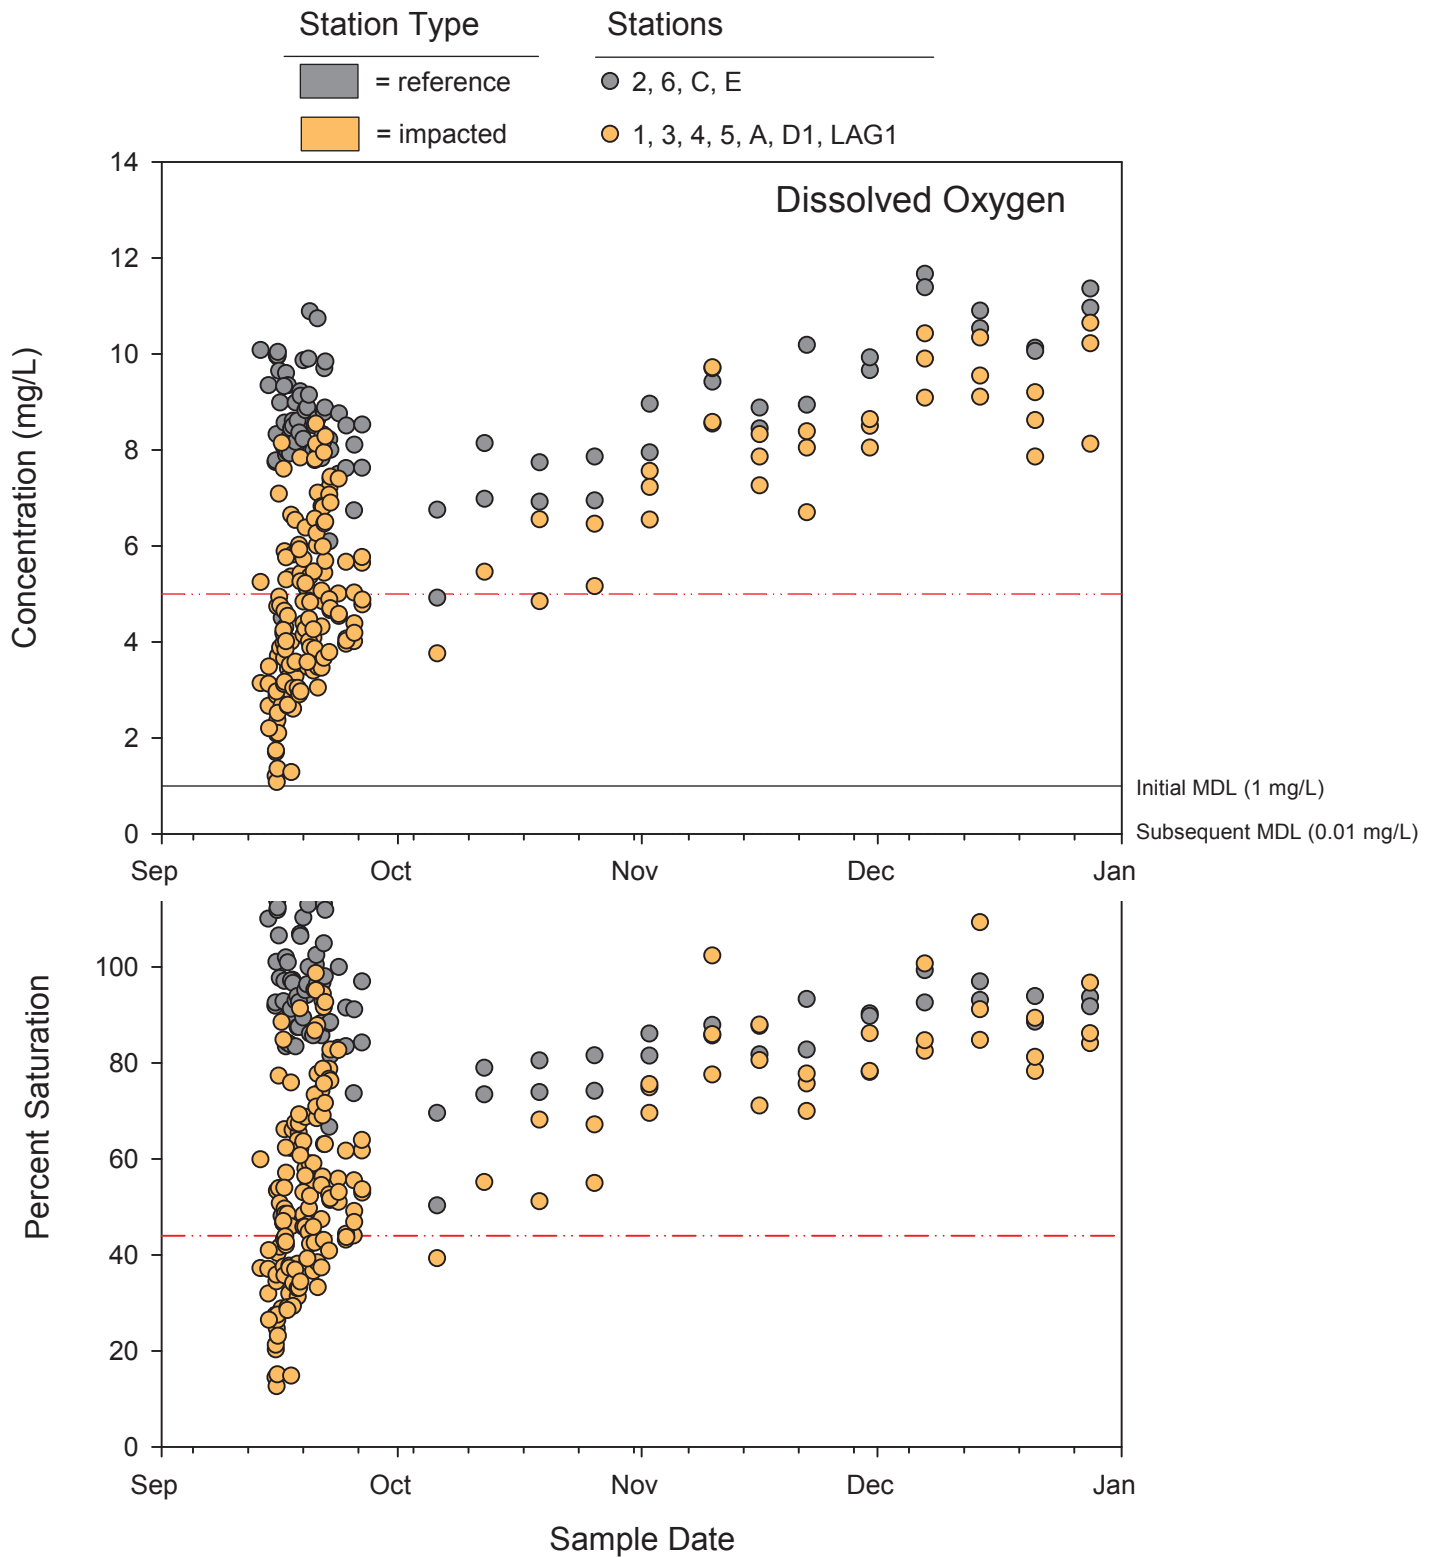 Station Type Stations
= reference 2, 6, C, E
= impacted 1, 3, 4, 5, A, D1, LAG1
Dissolved Oxygen
Concentration (mg/L)
14
12
10
8
6
4
2
0
Initial MDL (1 mg/L)
Subsequent MDL (0.01 mg/L)
Sep Oct Nov Dec Jan
Percent Saturation
100
80
60
40
20
0
Sep Oct Nov Dec Jan
Sample Date